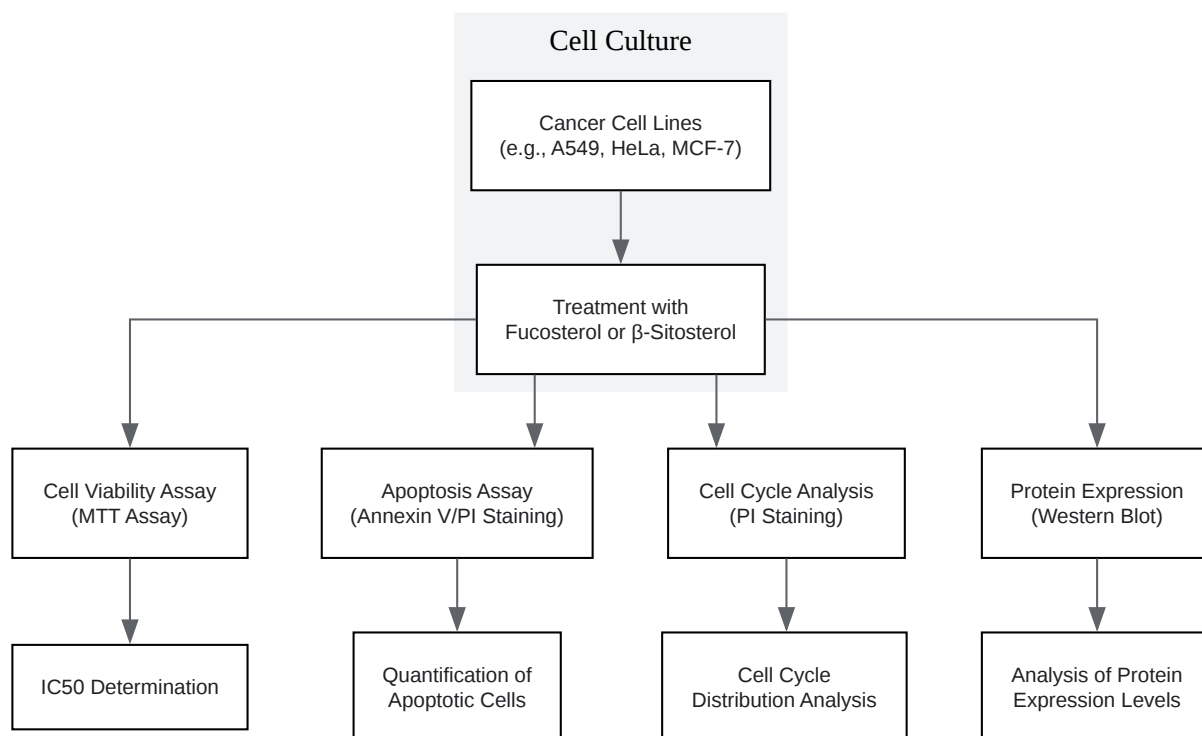 Cell Culture
Cancer Cell Lines
(e.g., A549, HeLa, MCF-7)
Treatment with
Fucosterol or β-Sitosterol
Cell Viability Assay
(MTT Assay)
Apoptosis Assay
(Annexin V/PI Staining)
Cell Cycle Analysis
(PI Staining)
Protein Expression
(Western Blot)
IC50 Determination
Quantification of
Apoptotic Cells
Cell Cycle
Distribution Analysis
Analysis of Protein
Expression Levels